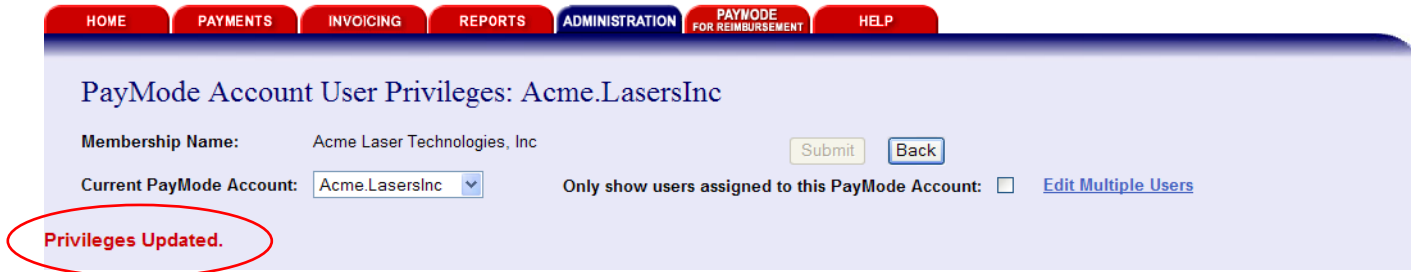 HOME PAYMENTS INVOICING REPORTS ADMINISTRATION PAYMODE FOR REIMBURSEMENT HELP
PayMode Account User Privileges: Acme.LasersInc
Membership Name: Acme Laser Technologies, Inc Submit Back
Current PayMode Account: Acme.LasersInc Only show users assigned to this PayMode Account: Edit Multiple Users
Privileges Updated.